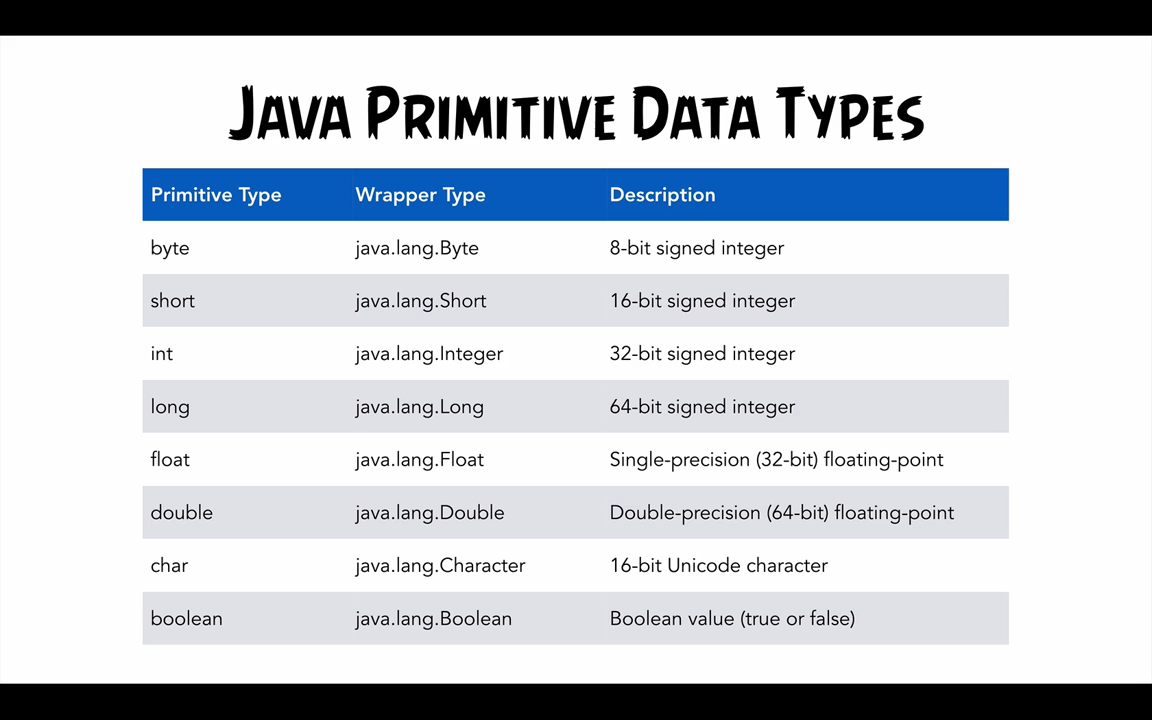 Java Primitive Data Types
Primitive Type Wrapper Type Description
byte java.lang.Byte 8-bit signed integer
short java.lang.Short 16-bit signed integer
int java.lang.Integer 32-bit signed integer
long java.lang.Long 64-bit signed integer
float java.lang.Float Single-precision (32-bit) floating-point
double java.lang.Double Double-precision (64-bit) floating-point
char java.lang.Character 16-bit Unicode character
boolean java.lang.Boolean Boolean value (true or false)